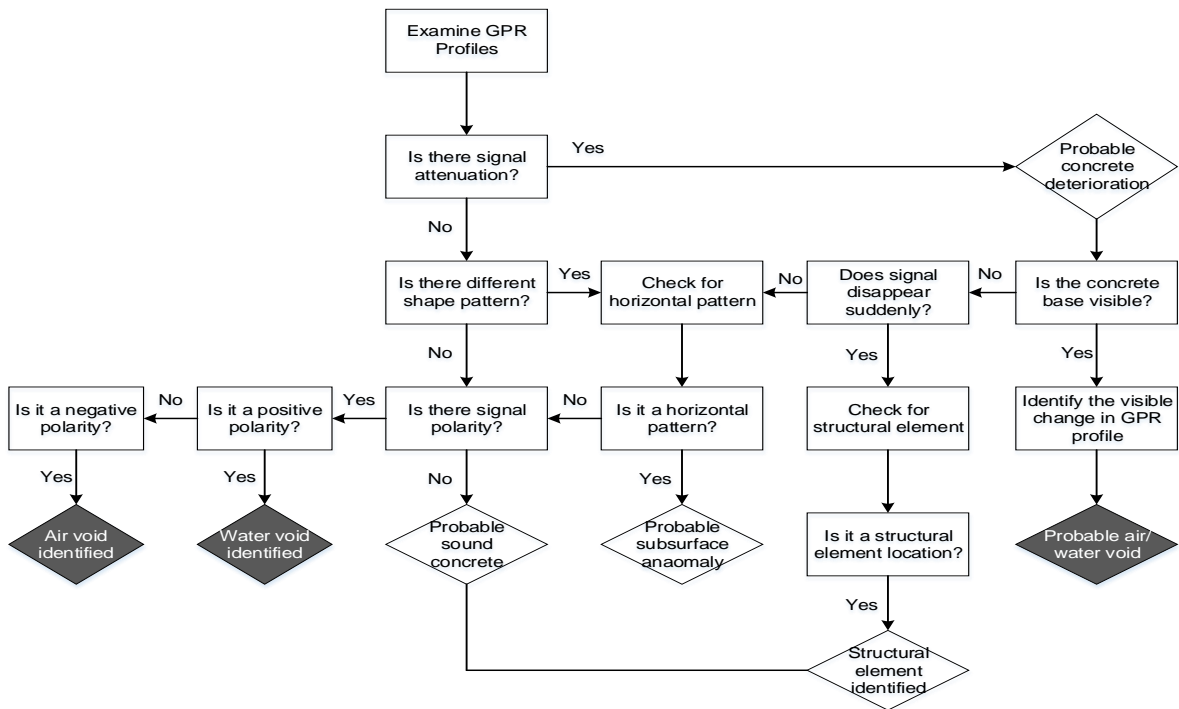 Examine GPR
Profiles
Is there signal
attenuation?
Yes
Probable
concrete
deterioration
No
Is there different
shape pattern?
Yes
Check for
horizontal pattern
No
Does signal
disappear
suddenly?
No
Is the concrete
base visible?
No
Yes
Yes
Is it a negative
polarity?
No
Is it a positive
polarity?
Yes
Is there signal
polarity?
No
Is it a horizontal
pattern?
Check for
structural element
Identify the visible
change in GPR
profile
Yes
Yes
No
Yes
Air void
identified
Water void
identified
Probable
sound
concrete
Probable
subsurface
anaomaly
Is it a structural
element location?
Probable air/
water void
Yes
Structural
element
identified